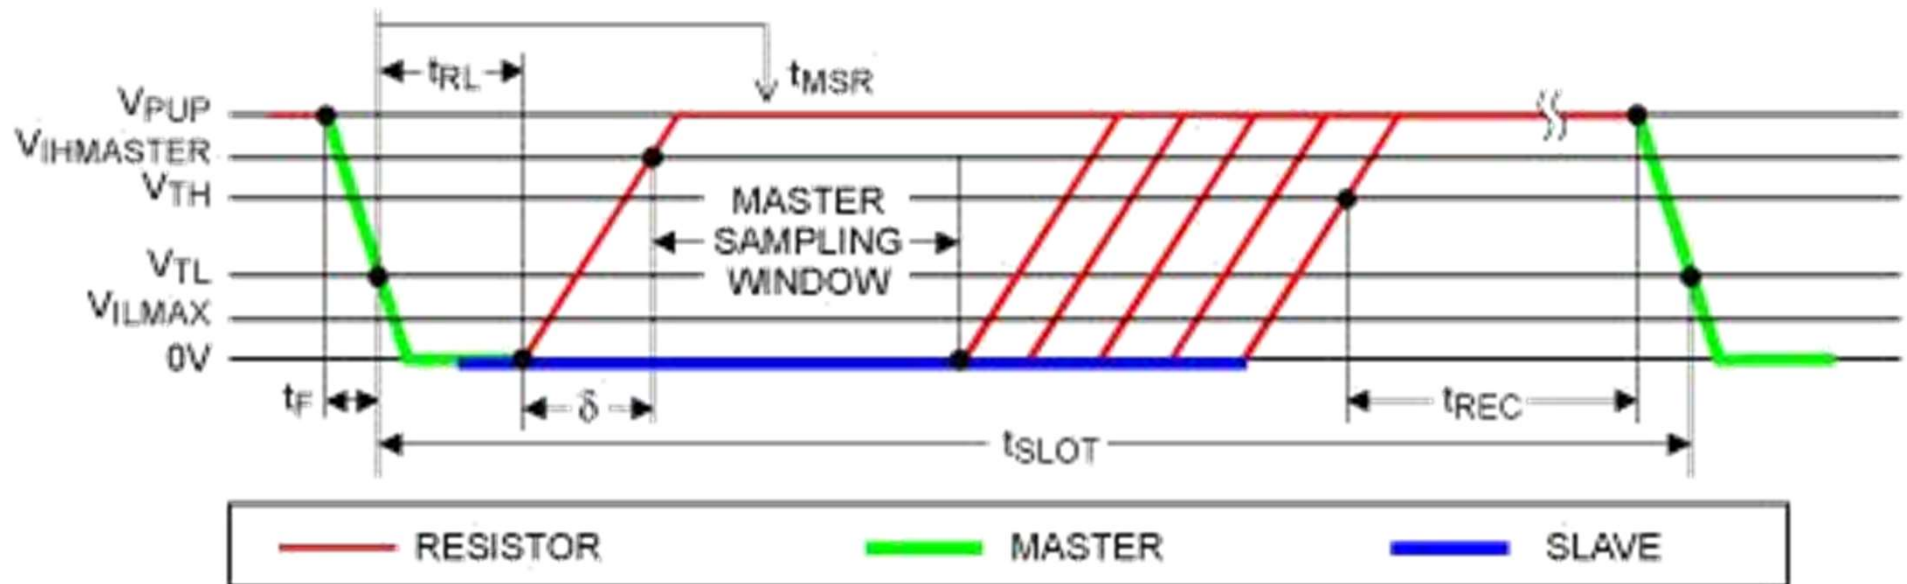 tRL
tMSR
VPUP
VIHMASTER
VTH
MASTER
SAMPLING
WINDOW
VTL
VILMAX
0V
tF
δ
tREC
tSLOT
RESISTOR
MASTER
SLAVE